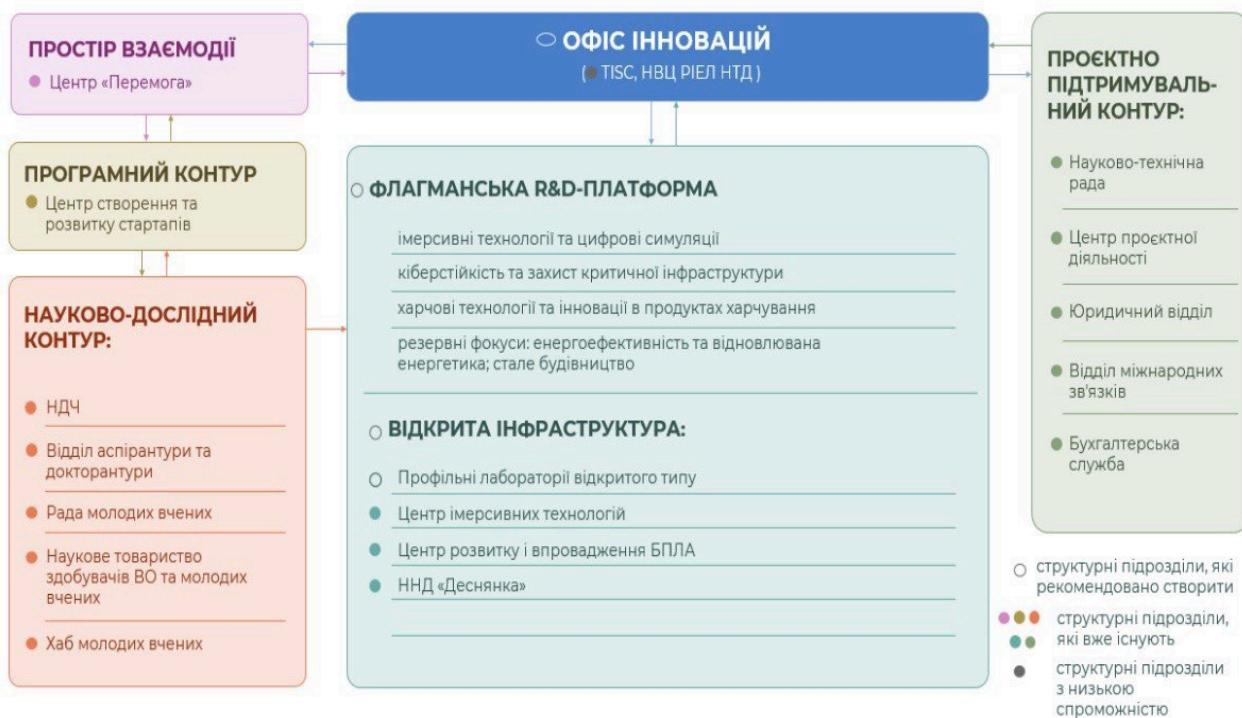 ПРОСТІР ВЗАЄМОДІЇ
Центр «Перемога»
ОФІС ІННОВАЦІЙ
( TISC, НВЦ РІЕЛ НТД )
ПРОЄКТНО
ПІДТРИМУВАЛЬ-
НИЙ КОНТУР:
Науково-технічна
рада
Центр проєктної
діяльності
Юридичний відділ
Відділ міжнародних
зв'язків
Бухгалтерська
служба
ПРОГРАМНИЙ КОНТУР
Центр створення та
розвитку стартапів
НАУКОВО-ДОСЛІДНИЙ
КОНТУР:
НДЧ
Відділ аспірантури та
докторантури
Рада молодих вчених
Наукове товариство
здобувачів ВО та молодих
вчених
Хаб молодих вчених
ФЛАГМАНСЬКА R&D-ПЛАТФОРМА
імерсивні технології та цифрові симуляції
кіберстійкість та захист критичної інфраструктури
харчові технології та інновації в продуктах харчування
резервні фокуси: енергоефективність та відновлювана
енергетика; стале будівництво
ВІДКРИТА ІНФРАСТРУКТУРА:
Профільні лабораторії відкритого типу
Центр імерсивних технологій
Центр розвитку і впровадження БПЛА
ННД «Деснянка»
структурні підрозділи, які
рекомендовано створити
структурні підрозділи,
які вже існують
структурні підрозділи
з низькою
спроможністю